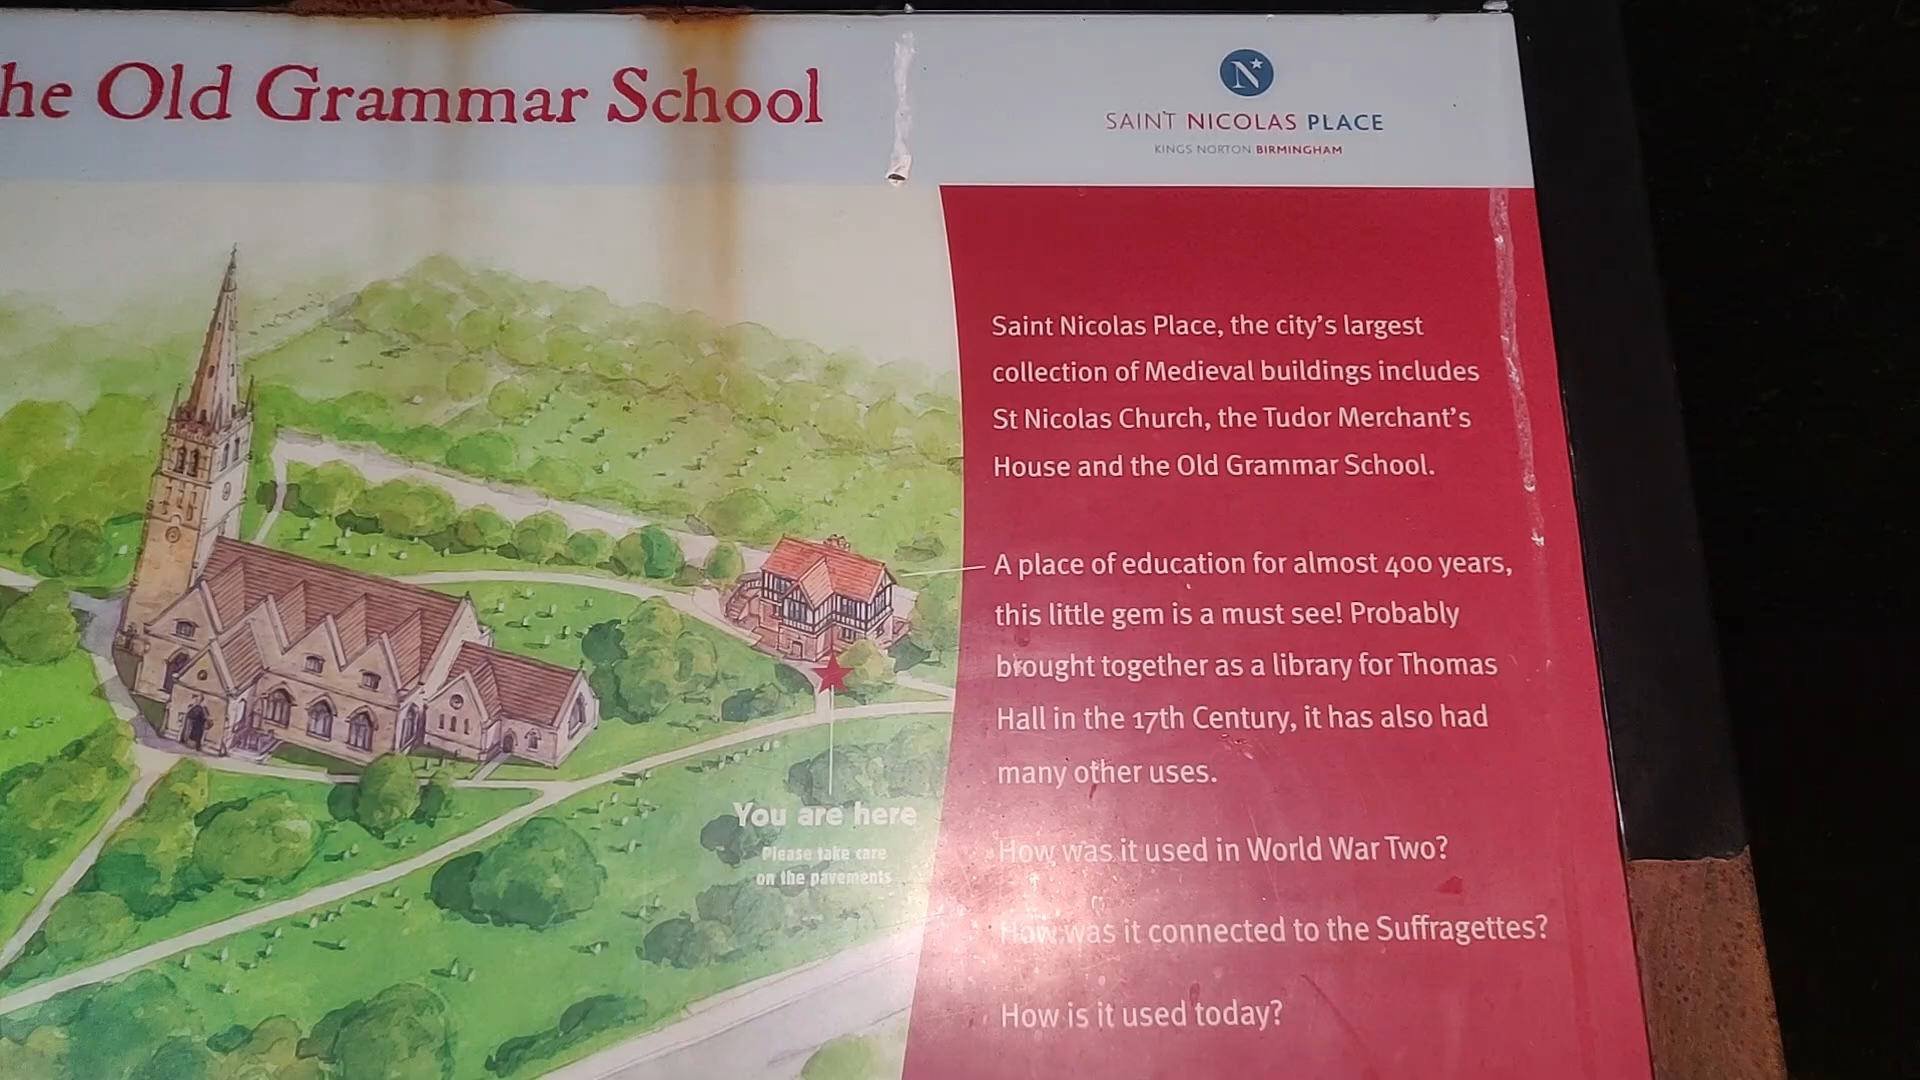 he Old Grammar School
N
SAINT NICOLAS PLACE
KINGS NORTON BIRMINGHAM
Saint Nicolas Place, the city's largest
collection of Medieval buildings includes
St Nicolas Church, the Tudor Merchant's
House and the Old Grammar School.
A place of education for almost 400 years,
this little gem is a must see! Probably
brought together as a library for Thomas
Hall in the 17th Century, it has also had
many other uses.
How was it used in World War Two?
How was it connected to the Suffragettes?
How is it used today?
You are here
Please take care
on the pavements